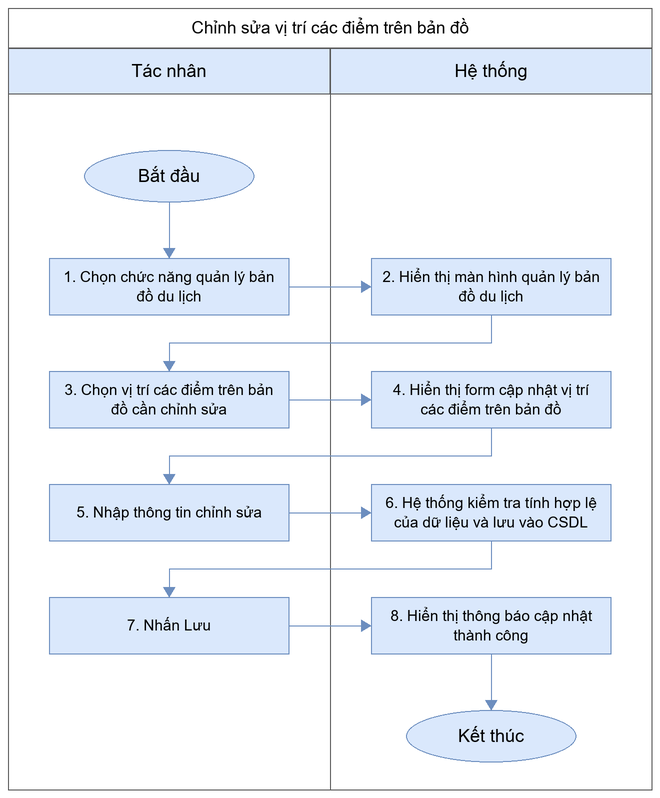 Chỉnh sửa vị trí các điểm trên bản đồ
Tác nhân
Hệ thống
Bắt đầu
1. Chọn chức năng quản lý bản
đồ du lịch
2. Hiển thị màn hình quản lý bản
đồ du lịch
3. Chọn vị trí các điểm trên bản
đồ cần chỉnh sửa
4. Hiển thị form cập nhật vị trí
các điểm trên bản đồ
5. Nhập thông tin chỉnh sửa
6. Hệ thống kiểm tra tính hợp lệ
của dữ liệu và lưu vào CSDL
7. Nhấn Lưu
8. Hiển thị thông báo cập nhật
thành công
Kết thúc